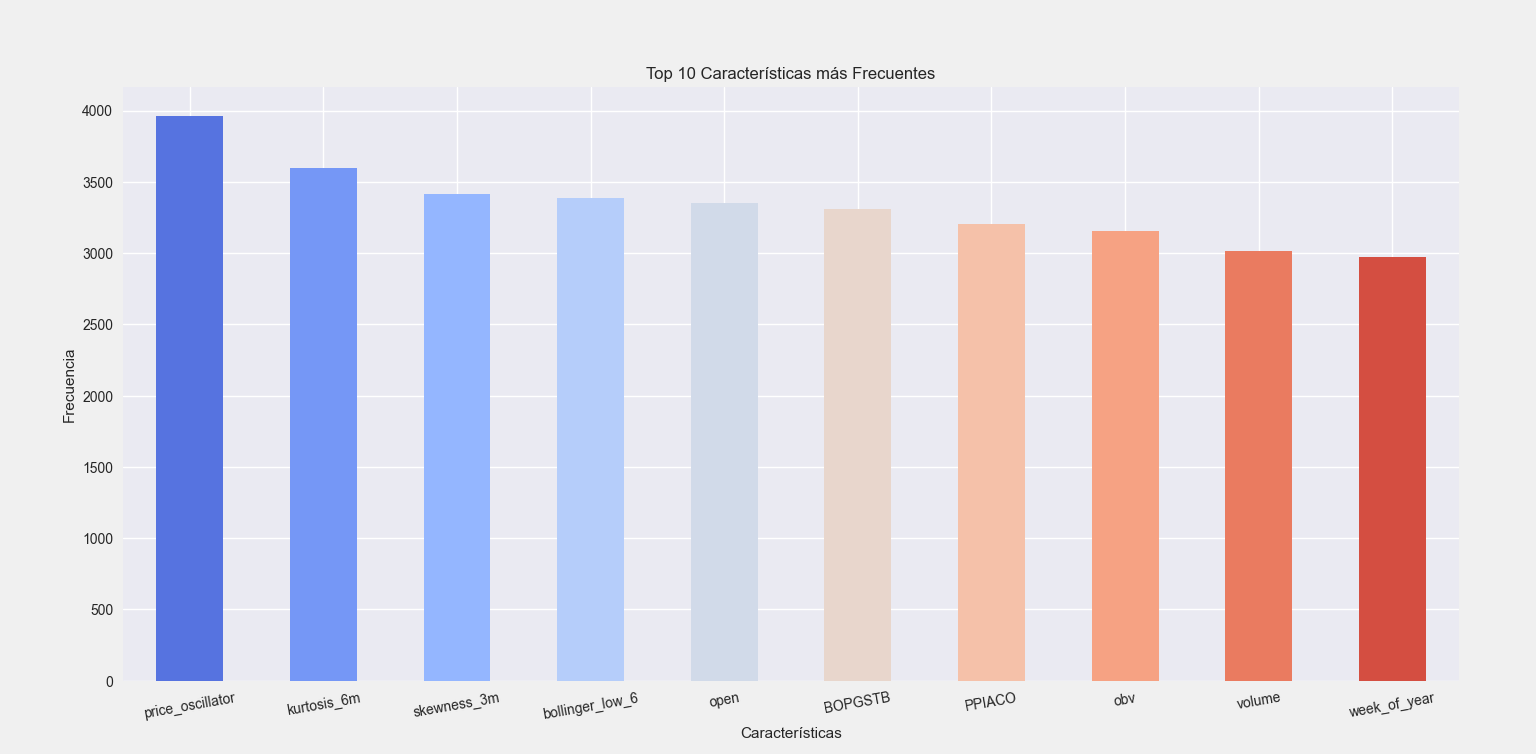 Top 10 Características más Frecuentes
4000
3500
3000
2500
2000
1500
1000
500
0
Frecuencia
price_oscillator
kurtosis_6m
skewness_3m
bollinger_low_6
open
BOPGSTB
PPIACO
obv
volume
week_of_year
Características